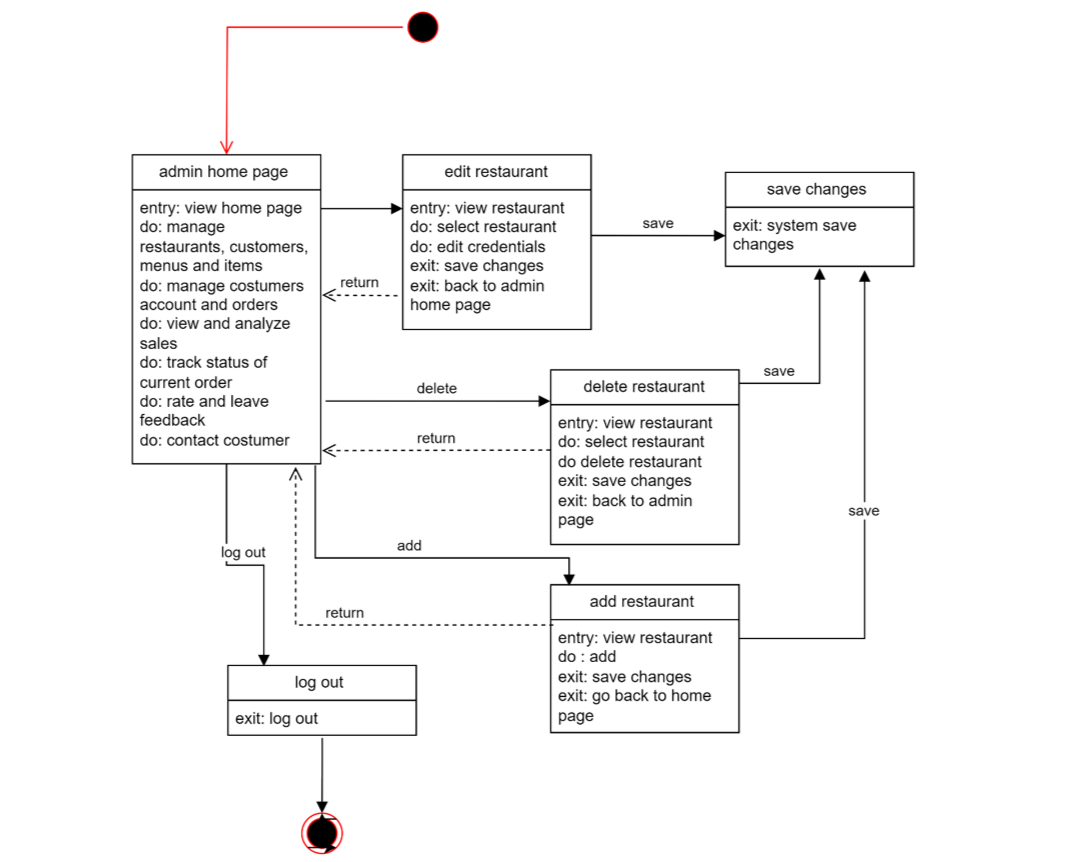 admin home page
entry: view home page
do: manage
restaurants, customers,
menus and items
do: manage costumers
account and orders
do: view and analyze
sales
do: track status of
current order
do: rate and leave
feedback
do: contact costumer
edit restaurant
entry: view restaurant
do: select restaurant
do: edit credentials
exit: save changes
exit: back to admin
home page
save
save changes
exit: system save
changes
return
delete
return
delete restaurant
entry: view restaurant
do: select restaurant
do delete restaurant
exit: save changes
exit: back to admin
page
save
save
log out
add
return
add restaurant
entry: view restaurant
do : add
exit: save changes
exit: go back to home
page
log out
exit: log out